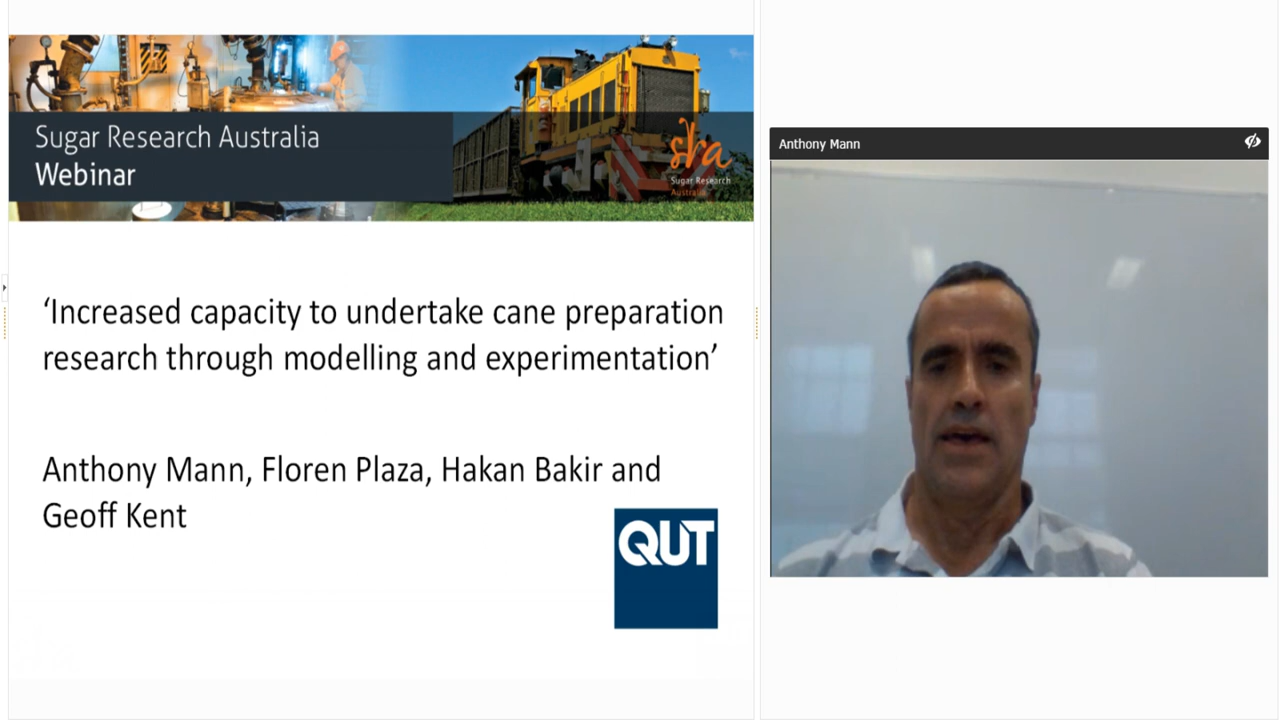 Sugar Research Australia
Webinar
sra
Sugar Research
Australia
‘Increased capacity to undertake cane preparation
research through modelling and experimentation’
Anthony Mann, Floren Plaza, Hakan Bakir and
Geoff Kent
QUT
Anthony Mann